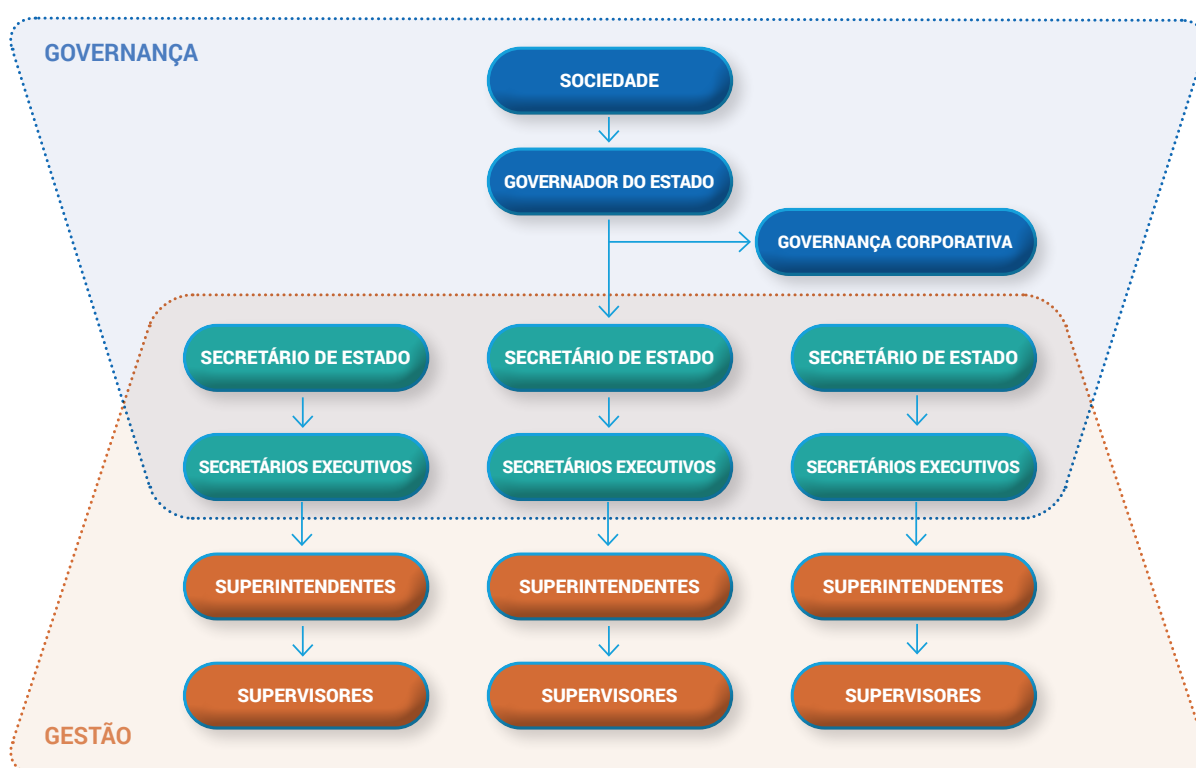 GOVERNANÇA
SOCIEDADE
GOVERNADOR DO ESTADO
GOVERNANÇA CORPORATIVA
SECRETÁRIO DE ESTADO
SECRETÁRIO DE ESTADO
SECRETÁRIO DE ESTADO
SECRETÁRIOS EXECUTIVOS
SECRETÁRIOS EXECUTIVOS
SECRETÁRIOS EXECUTIVOS
SUPERINTENDENTES
SUPERINTENDENTES
SUPERINTENDENTES
SUPERVISORES
SUPERVISORES
SUPERVISORES
GESTÃO